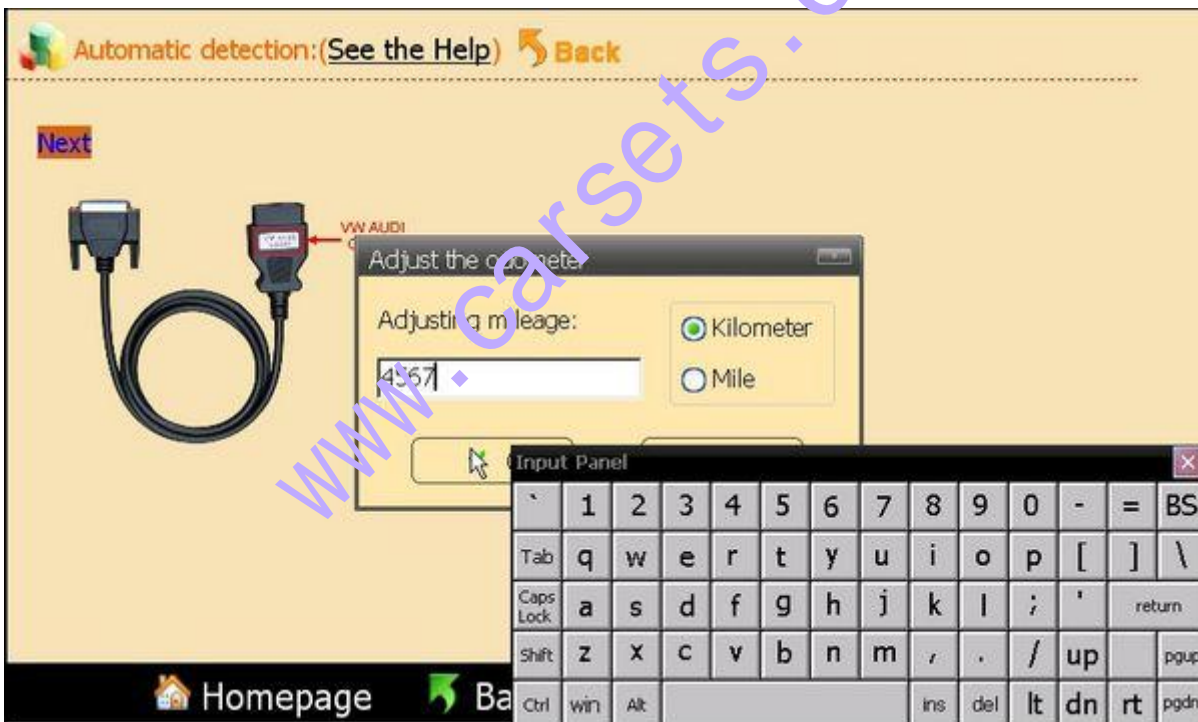 Automatic detection:(See the Help) Back
Next
VW AUDI
Adjust the odometer
Adjusting mileage:
Kilometer
4567
Mile
Input Panel
` 1 2 3 4 5 6 7 8 9 0 - = BS
Tab q w e r t y u i o p [ ] \
Caps Lock a s d f g h j k l ; ' return
Shift z x c v b n m , . / up pgup
Ctrl win Alt ins del lt dn rt pgdn
Homepage Ba
www.carsets.